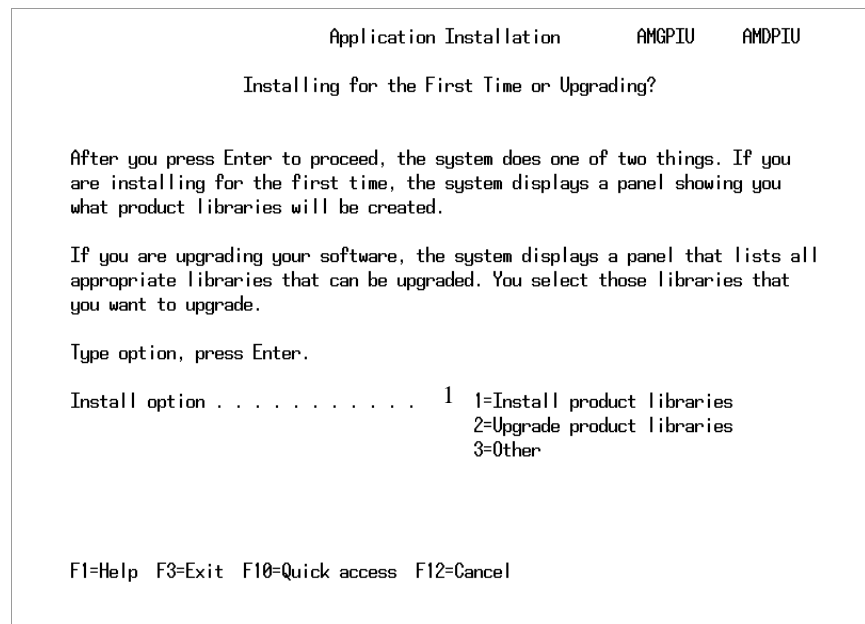 Application Installation AMGPIU AMDPIU
Installing for the First Time or Upgrading?
After you press Enter to proceed, the system does one of two things. If you
are installing for the first time, the system displays a panel showing you
what product libraries will be created.
If you are upgrading your software, the system displays a panel that lists all
appropriate libraries that can be upgraded. You select those libraries that
you want to upgrade.
Type option, press Enter.
Install option . . . . . . . . . . . 1 1=Install product libraries
2=Upgrade product libraries
3=Other
F1=Help F3=Exit F10=Quick access F12=Cancel